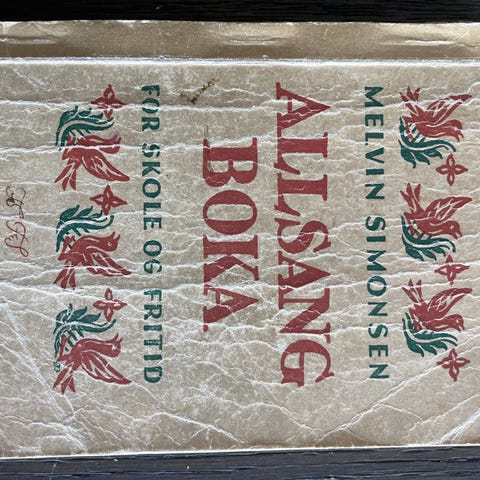 MELVIN SIMONSEN
ALLSANG
BOKA
FOR SKOLE OG FRITID